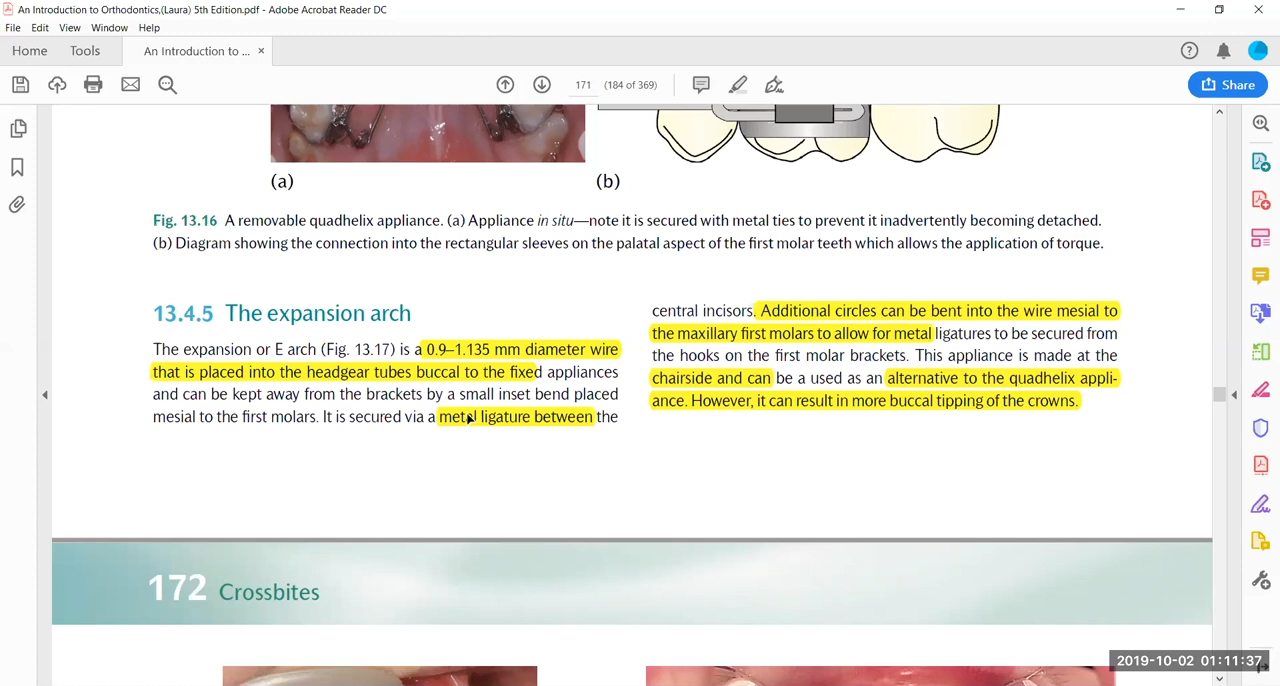 An Introduction to Orthodontics,(Laura) 5th Edition.pdf - Adobe Acrobat Reader DC
File Edit View Window Help
Home Tools An Introduction to ... ×
171 (184 of 369)
Share
(a) (b)
Fig. 13.16 A removable quadhelix appliance. (a) Appliance in situ—note it is secured with metal ties to prevent it inadvertently becoming detached.
(b) Diagram showing the connection into the rectangular sleeves on the palatal aspect of the first molar teeth which allows the application of torque.
13.4.5 The expansion arch
The expansion or E arch (Fig. 13.17) is a 0.9–1.135 mm diameter wire
that is placed into the headgear tubes buccal to the fixed appliances
and can be kept away from the brackets by a small inset bend placed
mesial to the first molars. It is secured via a metal ligature between the
central incisors. Additional circles can be bent into the wire mesial to
the maxillary first molars to allow for metal ligatures to be secured from
the hooks on the first molar brackets. This appliance is made at the
chairside and can be a used as an alternative to the quadhelix appli-
ance. However, it can result in more buccal tipping of the crowns.
172 Crossbites
2019-10-02 01:11:37